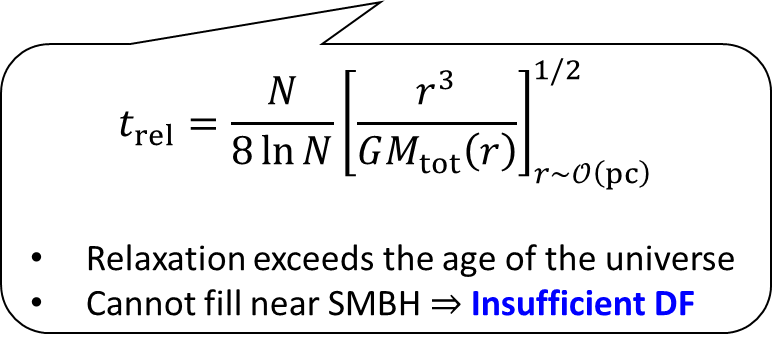 t_rel = N / (8 ln N) [r³ / (GM_tot(r))]^{1/2}_{r~𝒪(pc)}
• Relaxation exceeds the age of the universe
• Cannot fill near SMBH ⇒ Insufficient DF